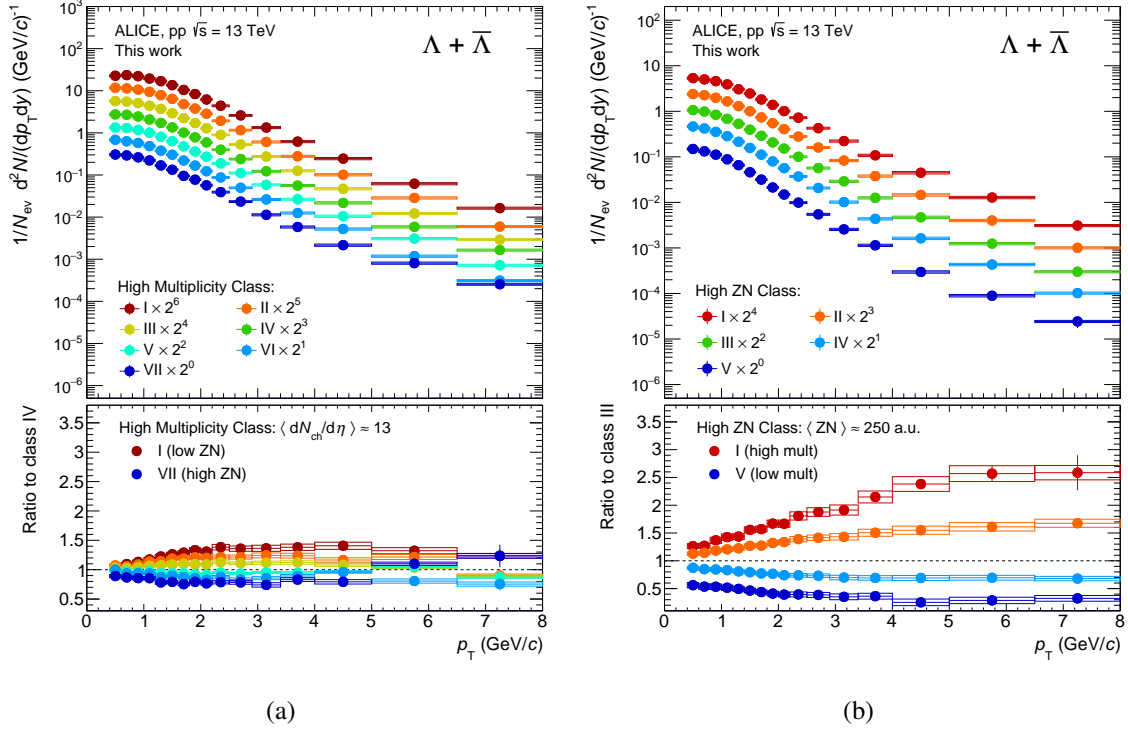 ALICE, pp √s = 13 TeV
This work
Λ + Λ̅
1/N_ev d²N/(dp_T dy) (GeV/c)⁻¹
10³
10²
10
1
10⁻¹
10⁻²
10⁻³
10⁻⁴
10⁻⁵
10⁻⁶
High Multiplicity Class:
I × 2⁶ II × 2⁵
III × 2⁴ IV × 2³
V × 2² VI × 2¹
VII × 2⁰
Ratio to class IV
3.5
3
2.5
2
1.5
1
0.5
High Multiplicity Class: ⟨ dN_ch/dη ⟩ ≈ 13
I (low ZN)
VII (high ZN)
0 1 2 3 4 5 6 7 8
p_T (GeV/c)
(a)
ALICE, pp √s = 13 TeV
This work
Λ + Λ̅
1/N_ev d²N/(dp_T dy) (GeV/c)⁻¹
10²
10
1
10⁻¹
10⁻²
10⁻³
10⁻⁴
10⁻⁵
10⁻⁶
High ZN Class:
I × 2⁴ II × 2³
III × 2² IV × 2¹
V × 2⁰
Ratio to class III
3.5
3
2.5
2
1.5
1
0.5
High ZN Class: ⟨ ZN ⟩ ≈ 250 a.u.
I (high mult)
V (low mult)
0 1 2 3 4 5 6 7 8
p_T (GeV/c)
(b)